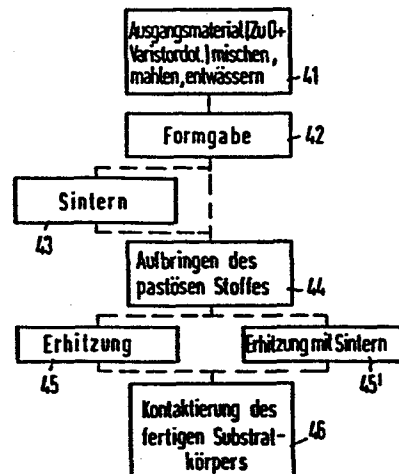 Ausgangsmaterial (ZuO+
Varistordot.) mischen,
mahlen, entwässern
41
Formgabe
42
Sintern
43
Aufbringen des
pastösen Stoffes
44
Erhitzung
45
Erhitzung mit Sintern
45'
Kontaktierung des
fertigen Substrat-
körpers
46